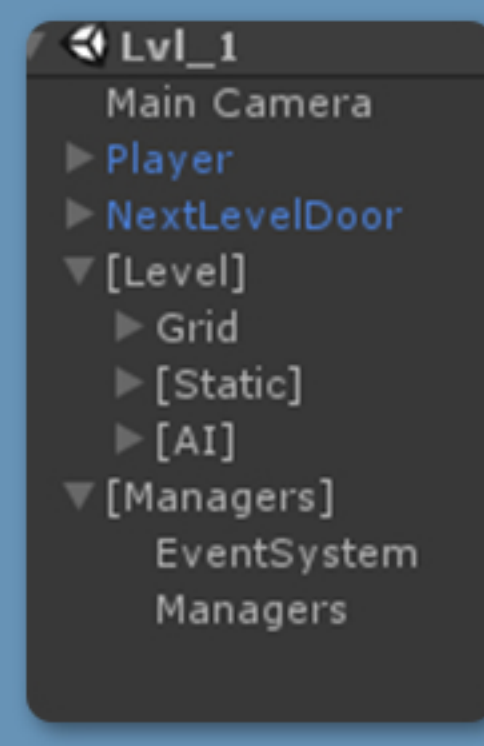 Lvl_1
Main Camera
Player
NextLevelDoor
[Level]
Grid
[Static]
[AI]
[Managers]
EventSystem
Managers